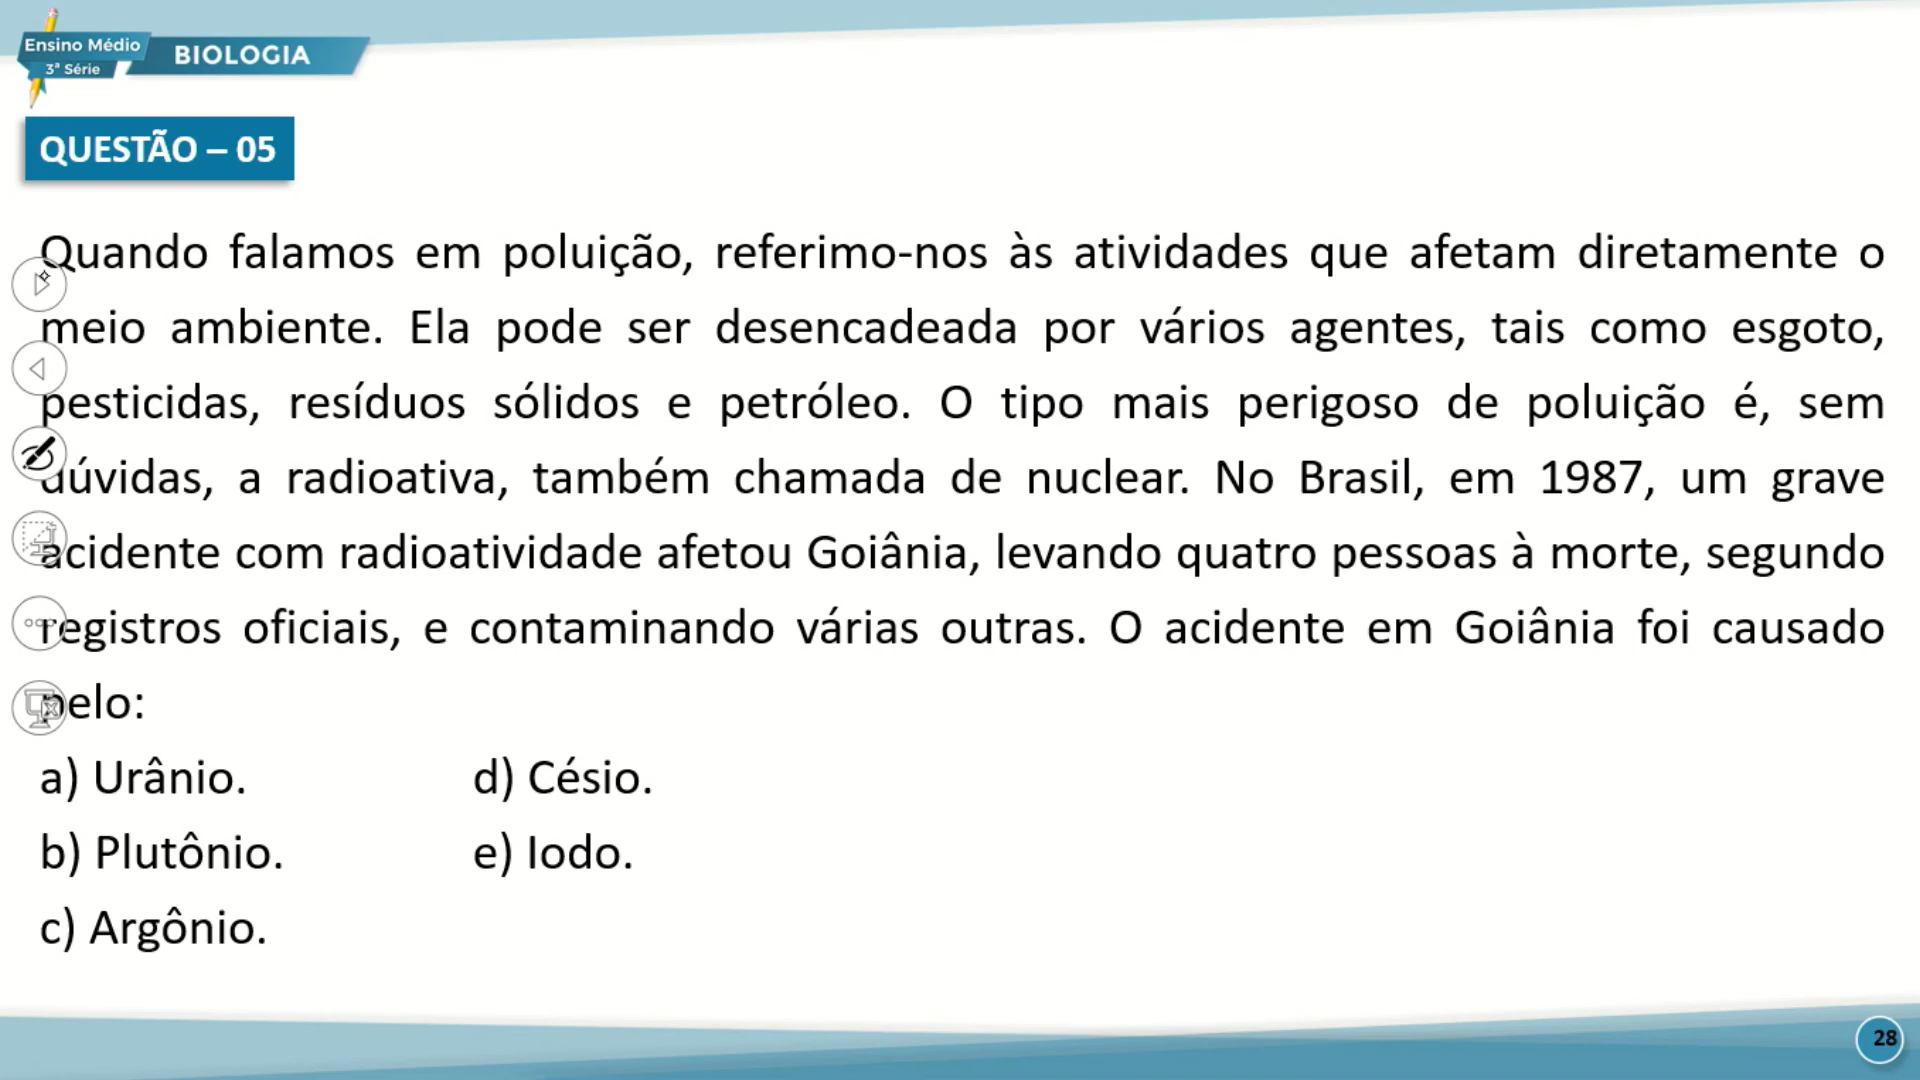 Ensino Médio
3ª Série
BIOLOGIA
QUESTÃO – 05
Quando falamos em poluição, referimo-nos às atividades que afetam diretamente o
meio ambiente. Ela pode ser desencadeada por vários agentes, tais como esgoto,
pesticidas, resíduos sólidos e petróleo. O tipo mais perigoso de poluição é, sem
dúvidas, a radioativa, também chamada de nuclear. No Brasil, em 1987, um grave
acidente com radioatividade afetou Goiânia, levando quatro pessoas à morte, segundo
registros oficiais, e contaminando várias outras. O acidente em Goiânia foi causado
pelo:
a) Urânio. d) Césio.
b) Plutônio. e) Iodo.
c) Argônio.
28